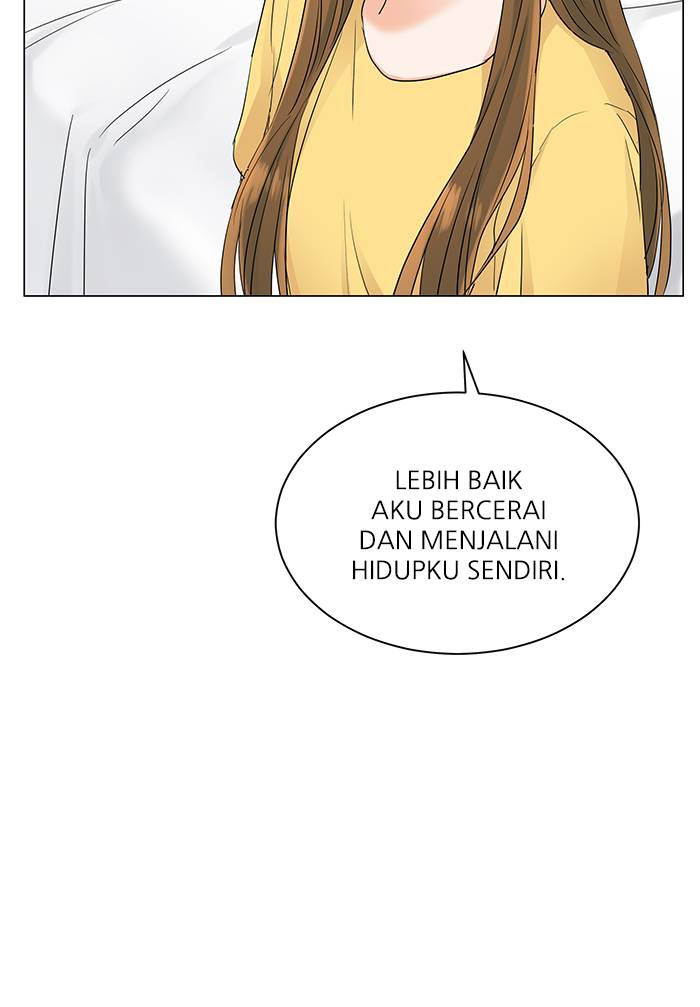 LEBIH BAIK
AKU BERCERAI
DAN MENJALANI
HIDUPKU SENDIRI.